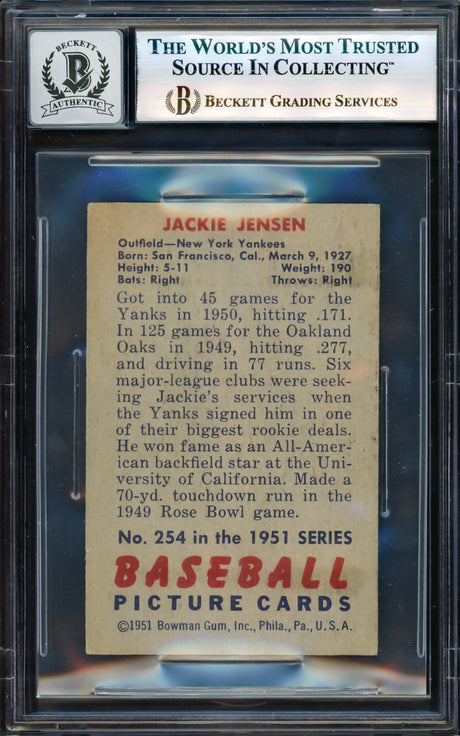 BECKETT
B
AUTHENTIC
THE WORLD'S MOST TRUSTED
SOURCE IN COLLECTING™
B BECKETT GRADING SERVICES
JACKIE JENSEN
Outfield—New York Yankees
Born: San Francisco, Cal., March 9, 1927
Height: 5-11 Weight: 190
Bats: Right Throws: Right
Got into 45 games for the
Yanks in 1950, hitting .171.
In 125 games for the Oakland
Oaks in 1949, hitting .277,
and driving in 77 runs. Six
major-league clubs were seek-
ing Jackie's services when
the Yanks signed him in one
of their biggest rookie deals.
He won fame as an All-Amer-
ican backfield star at the Uni-
versity of California. Made a
70-yd. touchdown run in the
1949 Rose Bowl game.
No. 254 in the 1951 SERIES
BASEBALL
PICTURE CARDS
©1951 Bowman Gum, Inc., Phila., Pa., U.S.A.